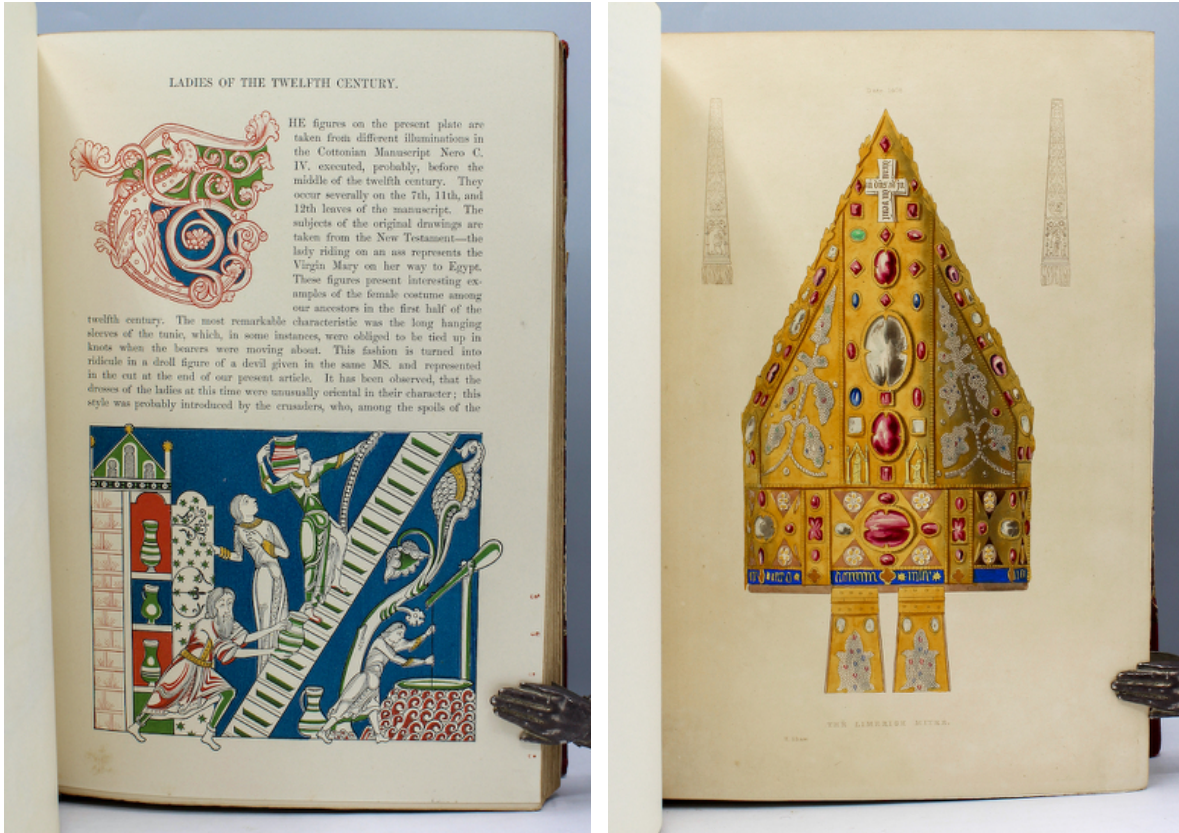 LADIES OF THE TWELFTH CENTURY.
HE figures on the present plate are
taken from different illuminations in
the Cottonian Manuscript Nero C.
IV. executed, probably, before the
middle of the twelfth century. They
occur severally on the 7th, 11th, and
12th leaves of the manuscript. The
subjects of the original drawings are
taken from the New Testament—the
lady riding on an ass represents the
Virgin Mary on her way to Egypt.
These figures present interesting ex-
amples of the female costume among
our ancestors in the first half of the
twelfth century. The most remarkable characteristic was the long hanging
sleeves of the tunic, which, in some instances, were obliged to be tied up in
knots when the bearers were moving about. This fashion is turned into
ridicule in a droll figure of a devil given in the same MS. and represented
in the cut at the end of our present article. It has been observed, that the
dresses of the ladies at this time were unusually oriental in their character; this
style was probably introduced by the crusaders, who, among the spoils of the
THE LIMERICK MITRE.